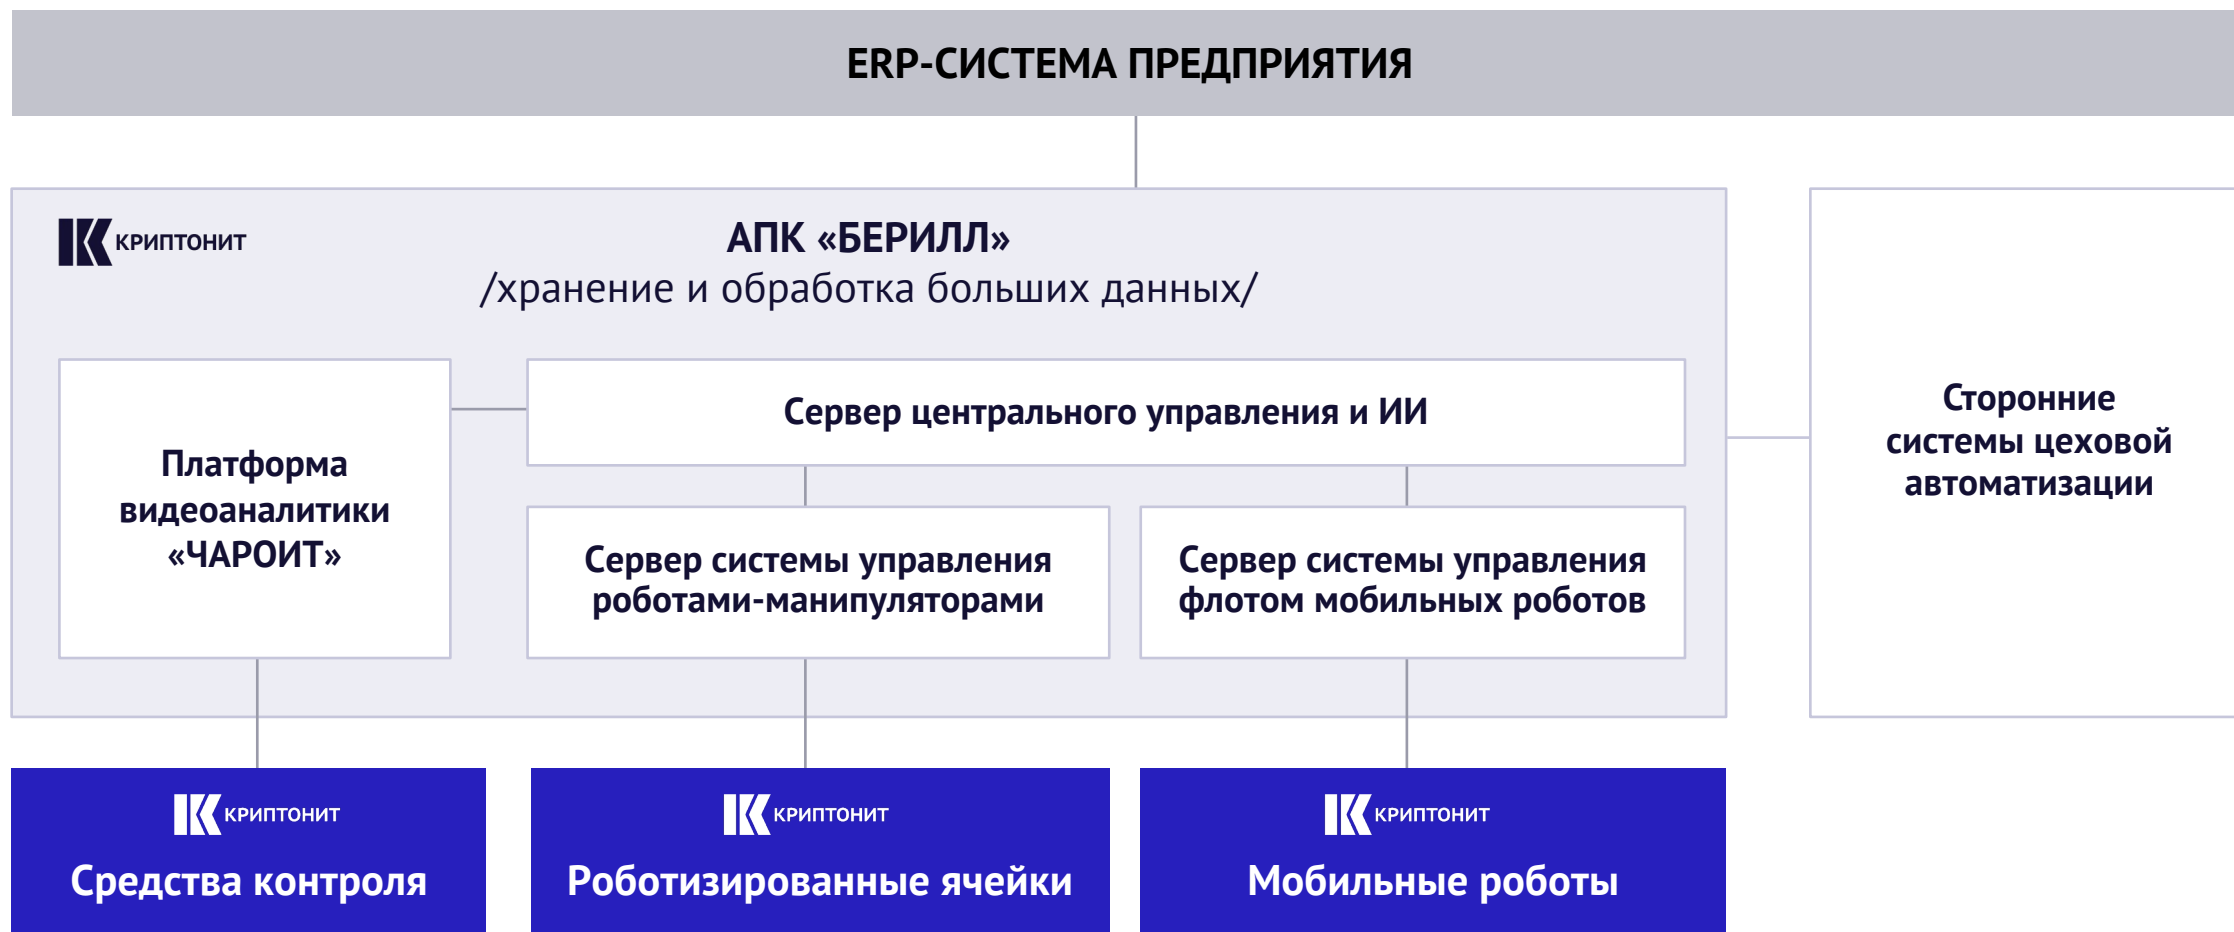 ERP-СИСТЕМА ПРЕДПРИЯТИЯ
КРИПТОНИТ
АПК «БЕРИЛЛ»
/хранение и обработка больших данных/
Платформа
видеоаналитики
«ЧАРОИТ»
Сервер центрального управления и ИИ
Сервер системы управления
роботами-манипуляторами
Сервер системы управления
флотом мобильных роботов
Сторонние
системы цеховой
автоматизации
КРИПТОНИТ
Средства контроля
КРИПТОНИТ
Роботизированные ячейки
КРИПТОНИТ
Мобильные роботы